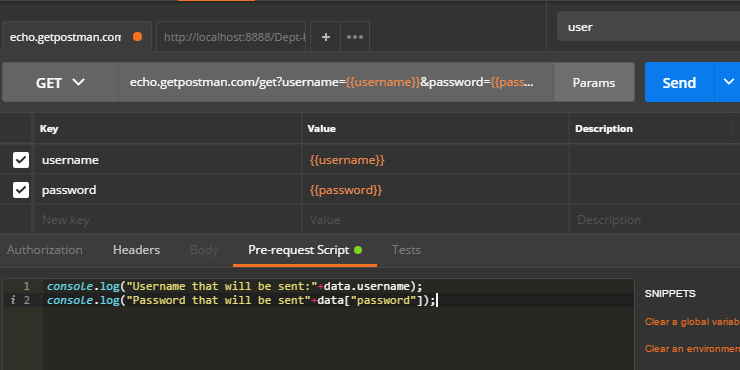 user
echo.getpostman.com
http://localhost:8888/Dept-
+
•••
GET
echo.getpostman.com/get?username={{username}}&password={{pass...
Params
Send
Key Value Description
username {{username}}
password {{password}}
New key Value Description
Authorization Headers Body Pre-request Script Tests
1 console.log("Username that will be sent:"+data.username);
i 2 console.log("Password that will be sent"+data["password"]);
SNIPPETS
Clear a global variab
Clear an environmen